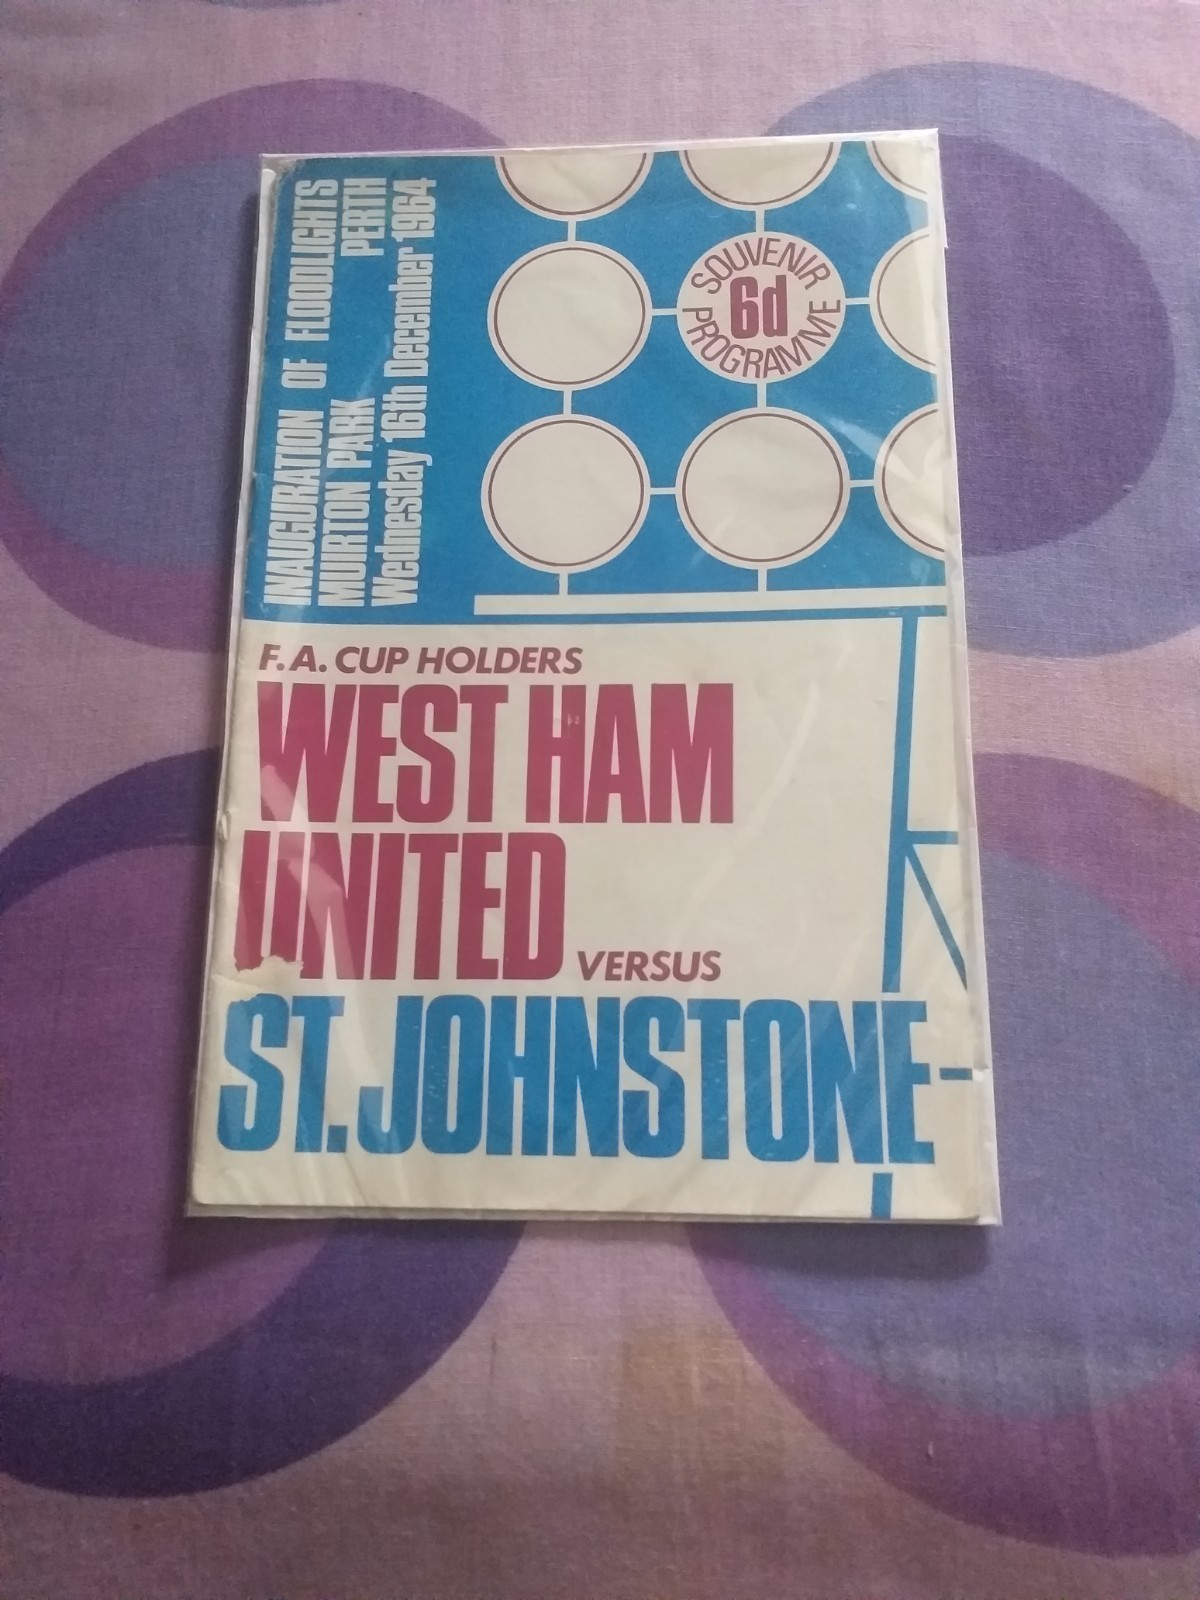 INAUGURATION OF FLOODLIGHTS
MUIRTON PARK PERTH
Wednesday 16th December 1964
SOUVENIR
6d
PROGRAMME
F.A. CUP HOLDERS
WEST HAM
UNITED VERSUS
ST. JOHNSTONE